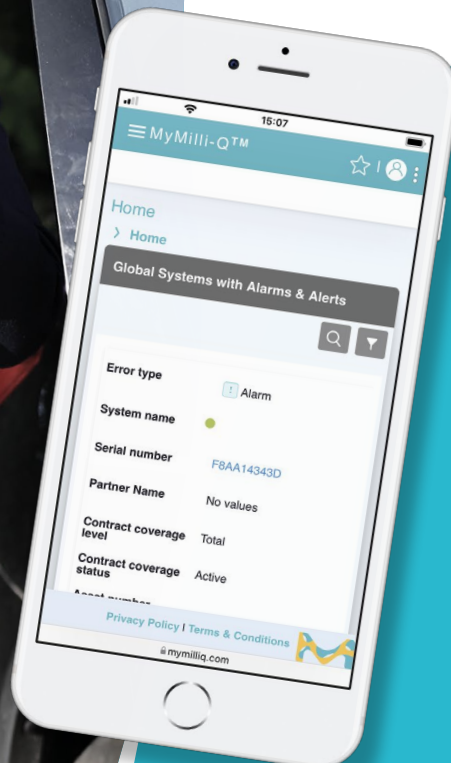 15:07
MyMilli-Q™
Home
> Home
Global Systems with Alarms & Alerts
Error type ! Alarm
System name
Serial number F8AA14343D
Partner Name No values
Contract coverage level Total
Contract coverage status Active
Privacy Policy | Terms & Conditions
mymilliq.com